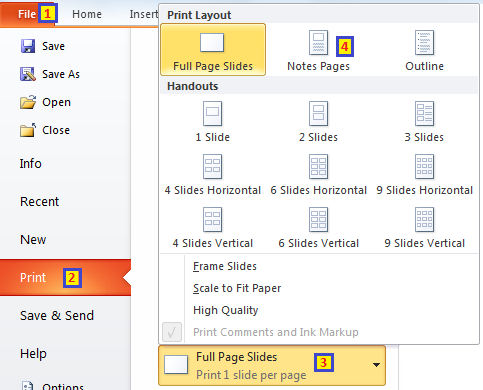 File 1 Home Insert
Save
Save As
Open
Close
Info
Recent
New
Print 2
Save & Send
Help
Options
Print Layout
Full Page Slides Notes Pages 4 Outline
Handouts
1 Slide 2 Slides 3 Slides
4 Slides Horizontal 6 Slides Horizontal 9 Slides Horizontal
4 Slides Vertical 6 Slides Vertical 9 Slides Vertical
Frame Slides
Scale to Fit Paper
High Quality
Print Comments and Ink Markup
Full Page Slides 3
Print 1 slide per page